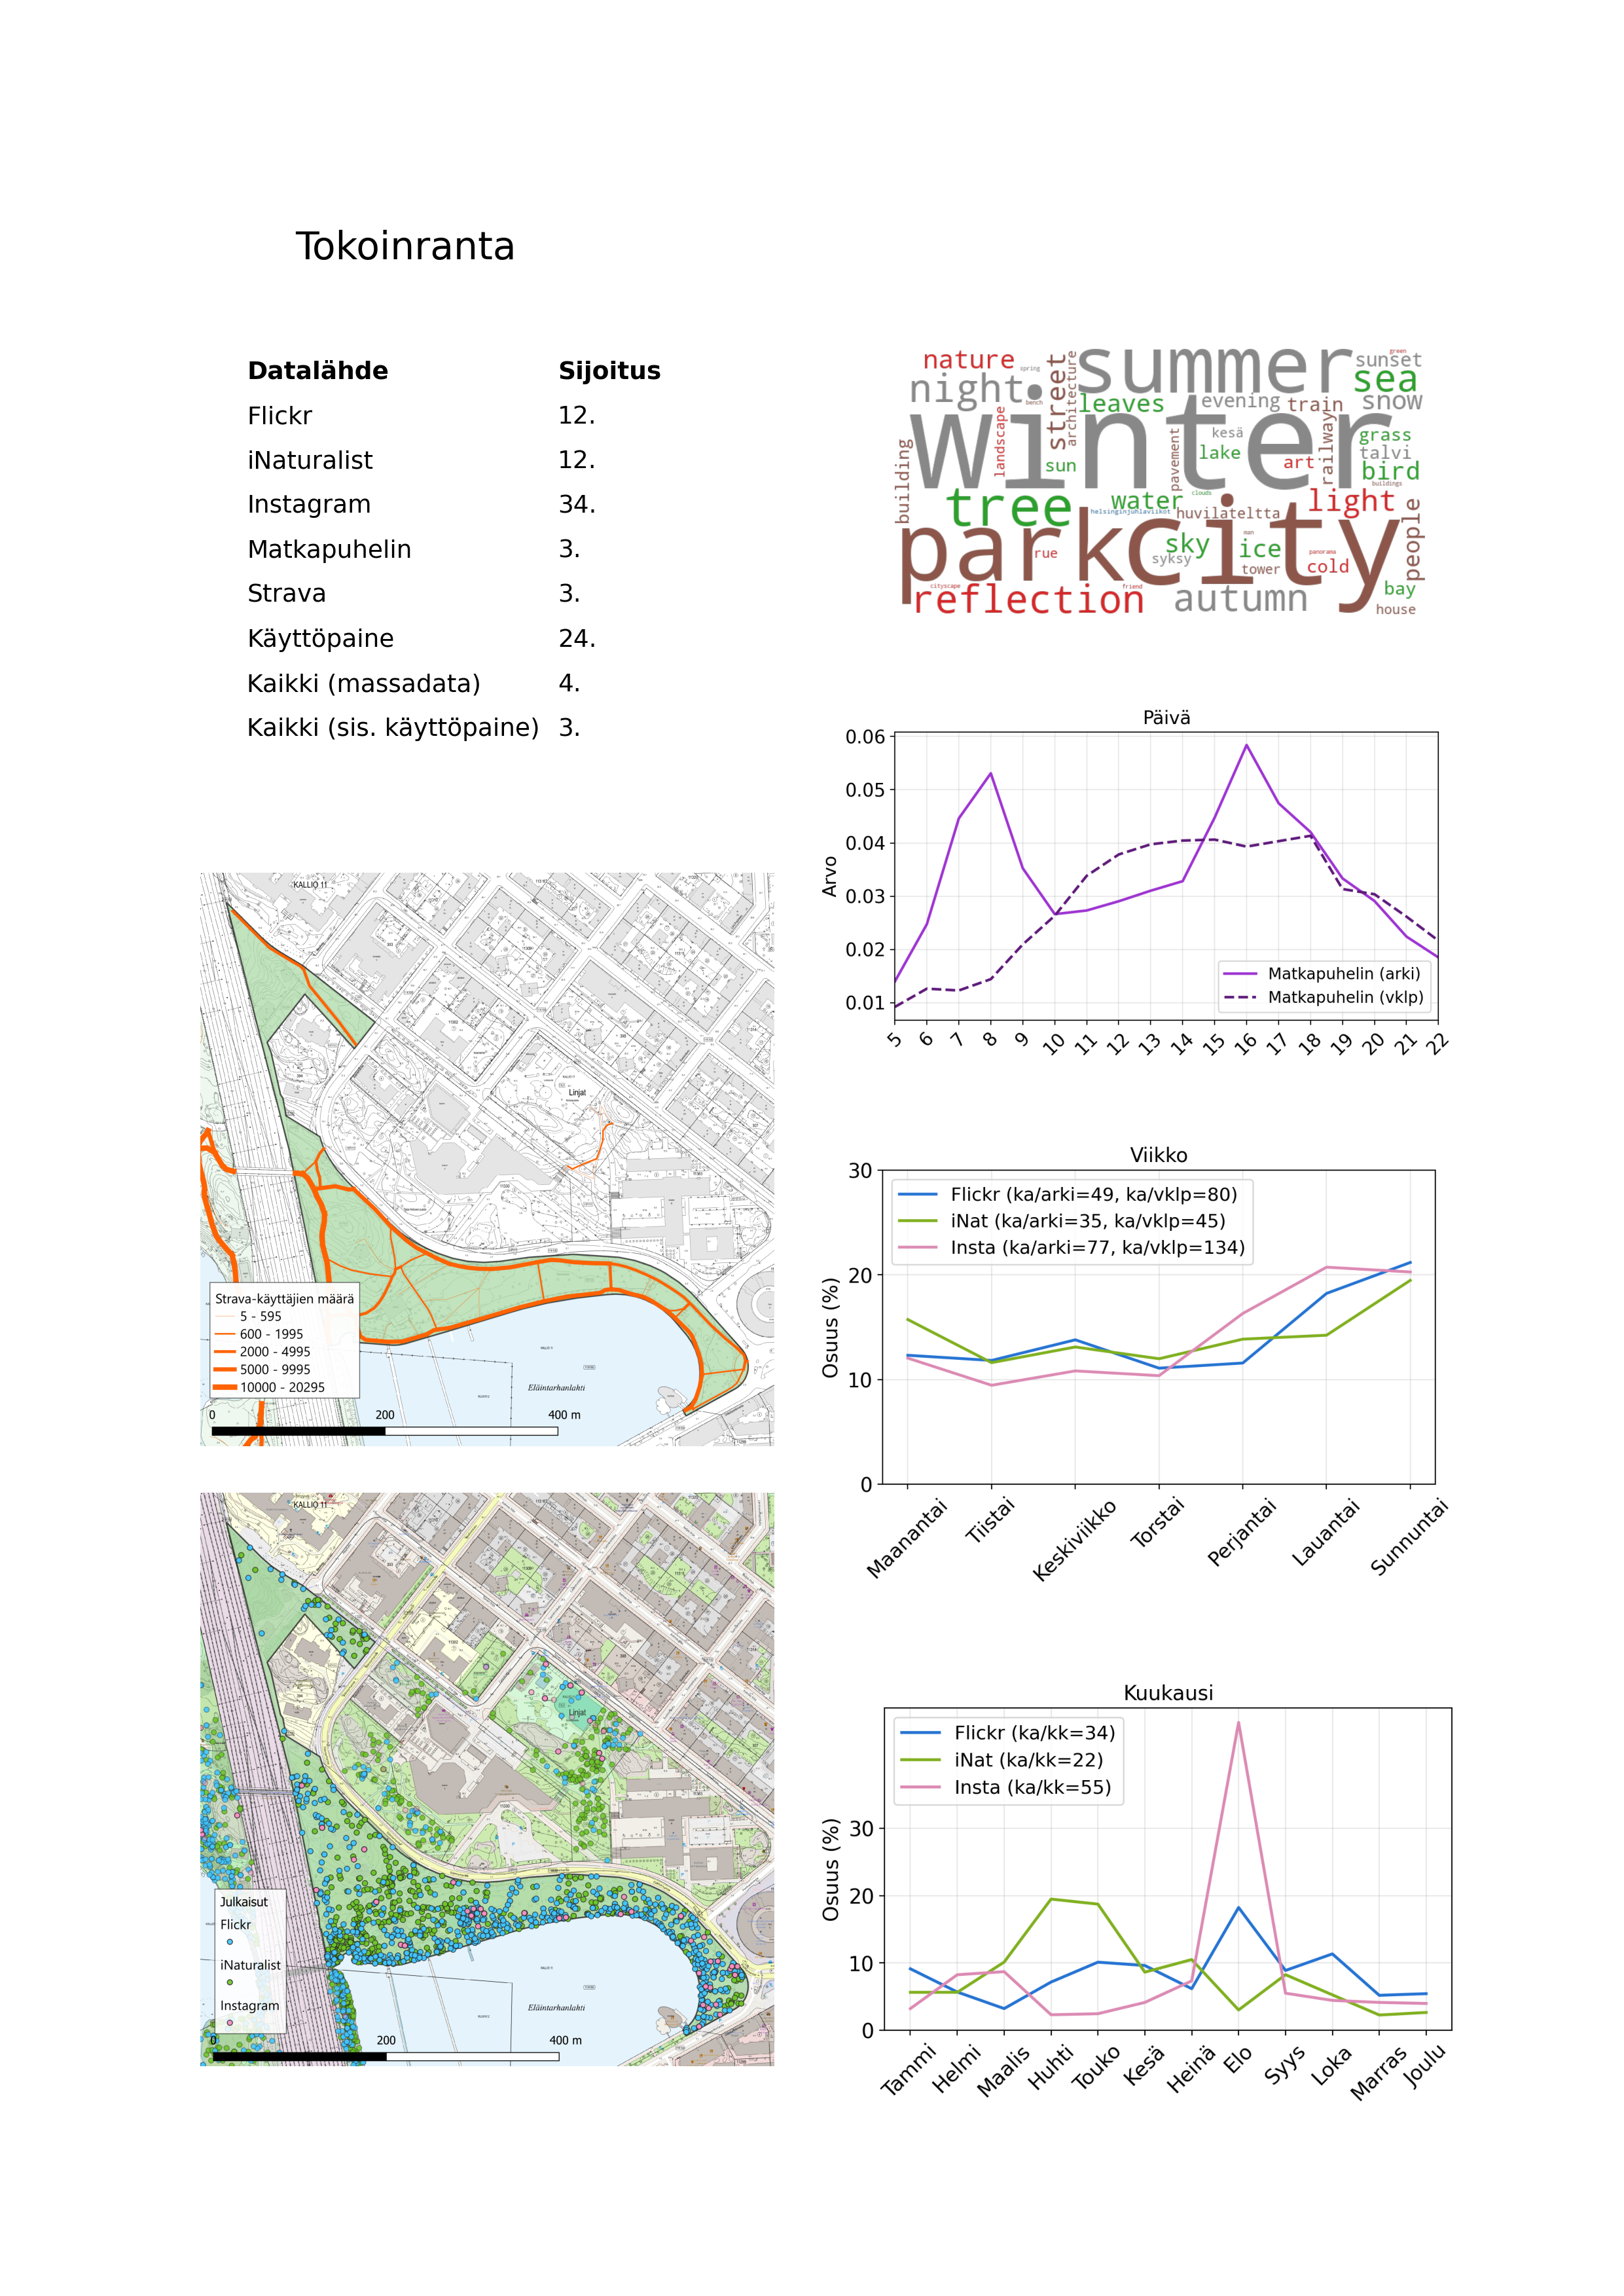 Tokoinranta
Datalähde Sijoitus
Flickr 12.
iNaturalist 12.
Instagram 34.
Matkapuhelin 3.
Strava 3.
Käyttöpaine 24.
Kaikki (massadata) 4.
Kaikki (sis. käyttöpaine) 3.
nature
spring
street
architecture
summer
green
sunset
sea
night
bench
leaves
evening
train
snow
winter
landscape
sun
pavement
kesä
lake
art
railway
grass
talvi
bird
buildings
building
tree
water
clouds
helsinginjuhlaviikot
huvilateltta
light
people
park
city
rue
sky
syksy
man
ice
tower
panorama
cold
cityscape
friend
reflection
autumn
bay
house
Päivä
Arvo
0.06
0.05
0.04
0.03
0.02
0.01
Matkapuhelin (arki)
Matkapuhelin (vklp)
5 6 7 8 9 10 11 12 13 14 15 16 17 18 19 20 21 22
KALLIO 11
Linjat
Eläintarhanlahti
Strava-käyttäjien määrä
5 - 595
600 - 1995
2000 - 4995
5000 - 9995
10000 - 20295
0 200 400 m
Viikko
Osuus (%)
30
20
10
0
Flickr (ka/arki=49, ka/vklp=80)
iNat (ka/arki=35, ka/vklp=45)
Insta (ka/arki=77, ka/vklp=134)
Maanantai Tiistai Keskiviikko Torstai Perjantai Lauantai Sunnuntai
KALLIO 11
Linjat
Eläintarhanlahti
Julkaisut
Flickr
iNaturalist
Instagram
0 200 400 m
Kuukausi
Osuus (%)
30
20
10
0
Flickr (ka/kk=34)
iNat (ka/kk=22)
Insta (ka/kk=55)
Tammi Helmi Maalis Huhti Touko Kesä Heinä Elo Syys Loka Marras Joulu